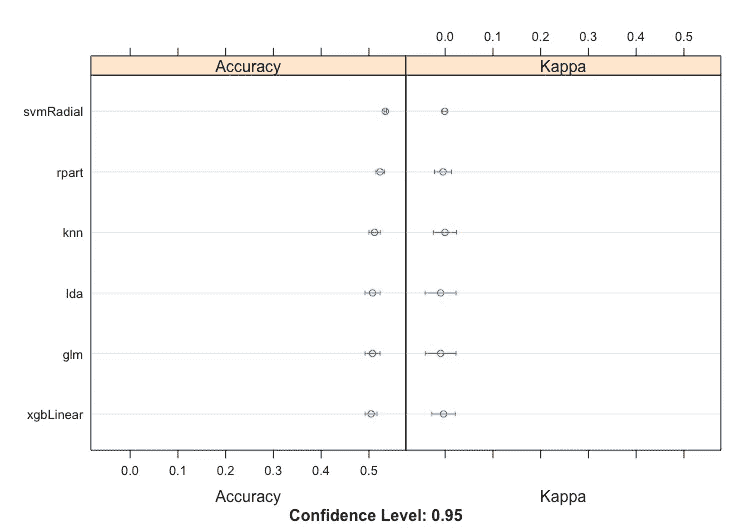 0.0 0.1 0.2 0.3 0.4 0.5
Accuracy Kappa
svmRadial
rpart
knn
lda
glm
xgbLinear
0.0 0.1 0.2 0.3 0.4 0.5
Accuracy Kappa
Confidence Level: 0.95